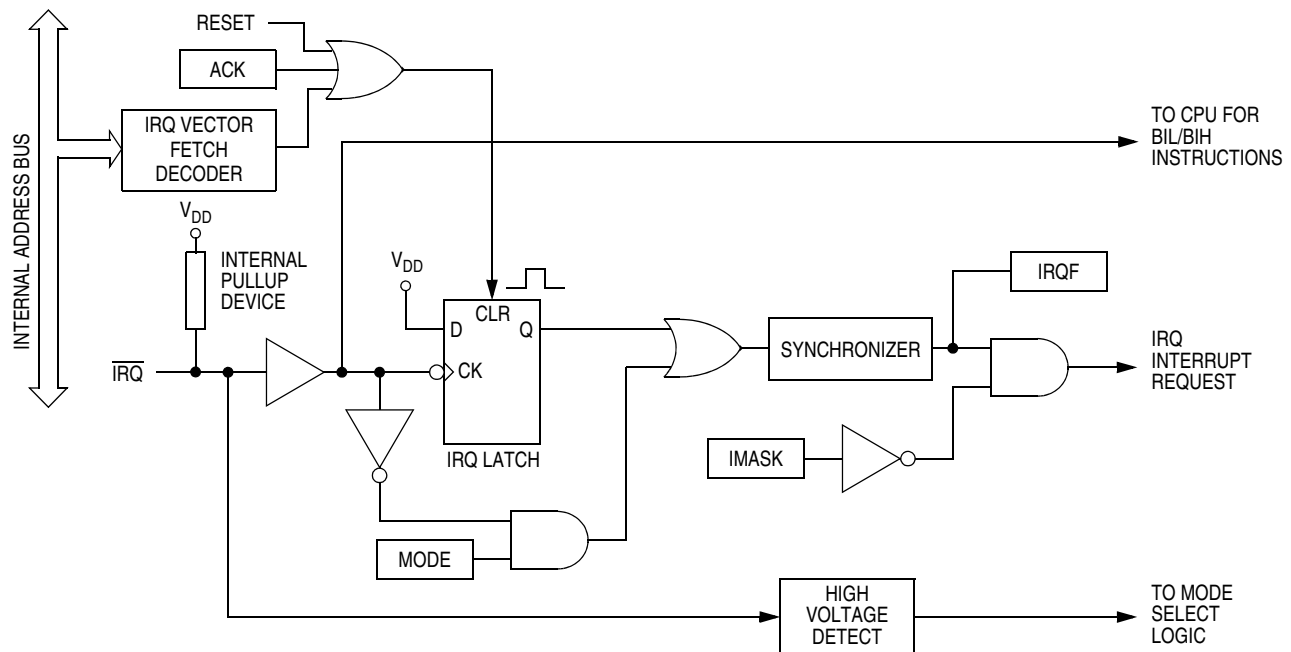 RESET
ACK
INTERNAL ADDRESS BUS
IRQ VECTOR
FETCH
DECODER
TO CPU FOR
BIL/BIH
INSTRUCTIONS
VDD
INTERNAL
PULLUP
DEVICE
VDD
IRQF
CLR
D
Q
SYNCHRONIZER
IRQ
INTERRUPT
REQUEST
IRQ
CK
IRQ LATCH
IMASK
MODE
HIGH
VOLTAGE
DETECT
TO MODE
SELECT
LOGIC